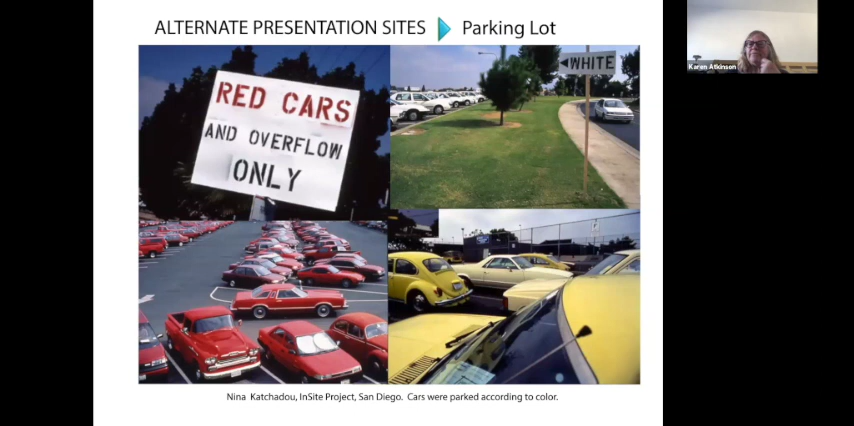 ALTERNATE PRESENTATION SITES Parking Lot
RED CARS
AND OVERFLOW
ONLY
WHITE
Nina Katchadou, InSite Project, San Diego. Cars were parked according to color.
Karen Atkinson